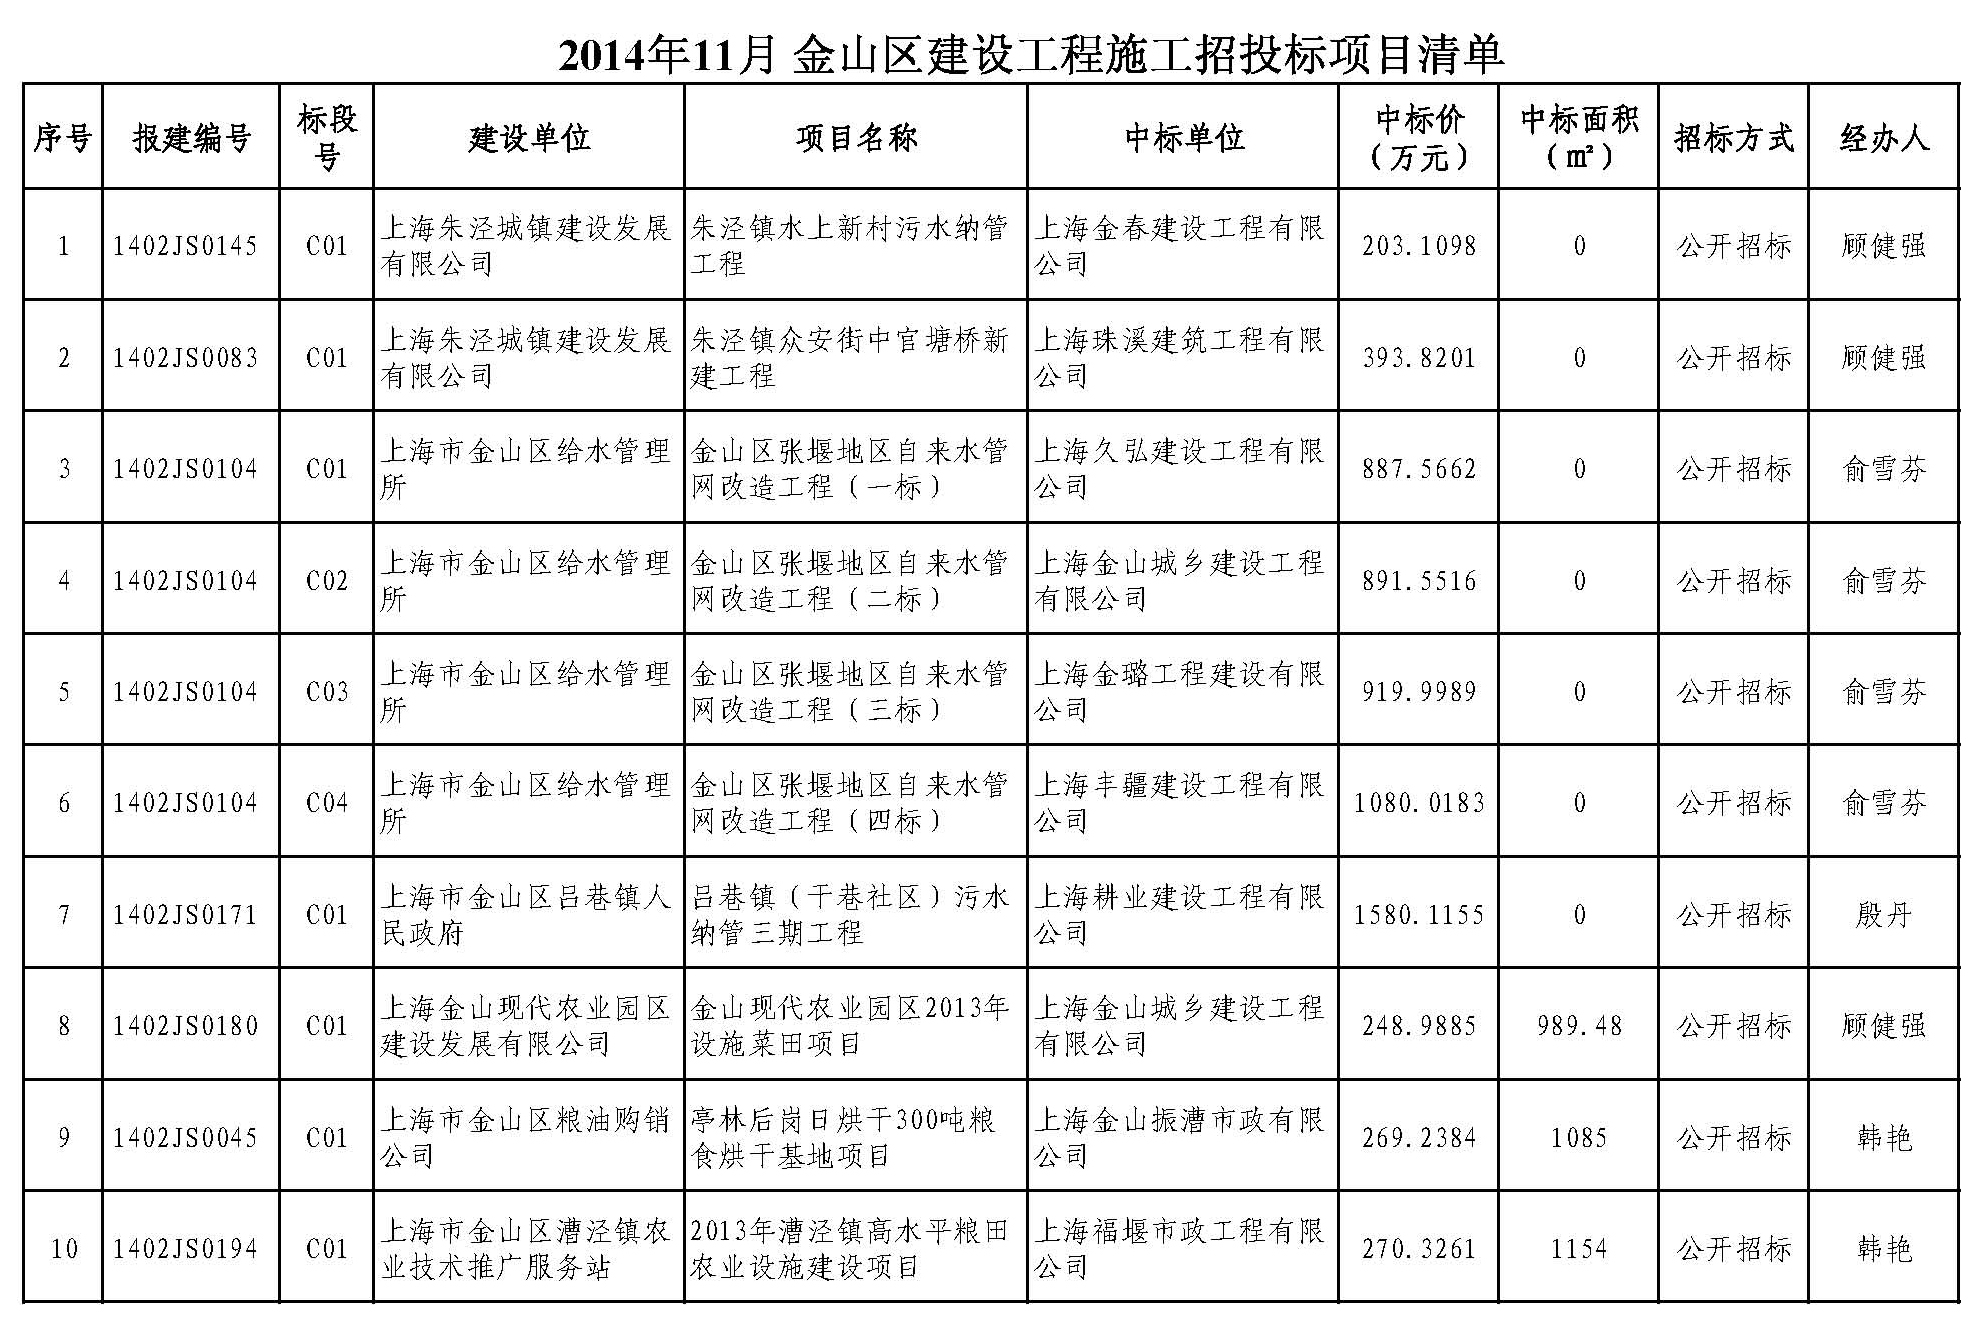 2014年11月 金山区建设工程施工招投标项目清单
序号 报建编号 标段号 建设单位 项目名称 中标单位 中标价（万元） 中标面积（㎡） 招标方式 经办人
1 1402JS0145 C01 上海朱泾城镇建设发展有限公司 朱泾镇水上新村污水纳管工程 上海金春建设工程有限公司 203.1098 0 公开招标 顾健强
2 1402JS0083 C01 上海朱泾城镇建设发展有限公司 朱泾镇众安街中官塘桥新建工程 上海珠溪建筑工程有限公司 393.8201 0 公开招标 顾健强
3 1402JS0104 C01 上海市金山区给水管理所 金山区张堰地区自来水管网改造工程（一标） 上海久弘建设工程有限公司 887.5662 0 公开招标 俞雪芬
4 1402JS0104 C02 上海市金山区给水管理所 金山区张堰地区自来水管网改造工程（二标） 上海金山城乡建设工程有限公司 891.5516 0 公开招标 俞雪芬
5 1402JS0104 C03 上海市金山区给水管理所 金山区张堰地区自来水管网改造工程（三标） 上海金璐工程建设有限公司 919.9989 0 公开招标 俞雪芬
6 1402JS0104 C04 上海市金山区给水管理所 金山区张堰地区自来水管网改造工程（四标） 上海丰疆建设工程有限公司 1080.0183 0 公开招标 俞雪芬
7 1402JS0171 C01 上海市金山区吕巷镇人民政府 吕巷镇（干巷社区）污水纳管三期工程 上海耕业建设工程有限公司 1580.1155 0 公开招标 殷丹
8 1402JS0180 C01 上海金山现代农业园区建设发展有限公司 金山现代农业园区2013年设施菜田项目 上海金山城乡建设工程有限公司 248.9885 989.48 公开招标 顾健强
9 1402JS0045 C01 上海市金山区粮油购销公司 亭林后岗日烘干300吨粮食烘干基地项目 上海金山振漕市政有限公司 269.2384 1085 公开招标 韩艳
10 1402JS0194 C01 上海市金山区漕泾镇农业技术推广服务站 2013年漕泾镇高水平粮田农业设施建设项目 上海福堰市政工程有限公司 270.3261 1154 公开招标 韩艳